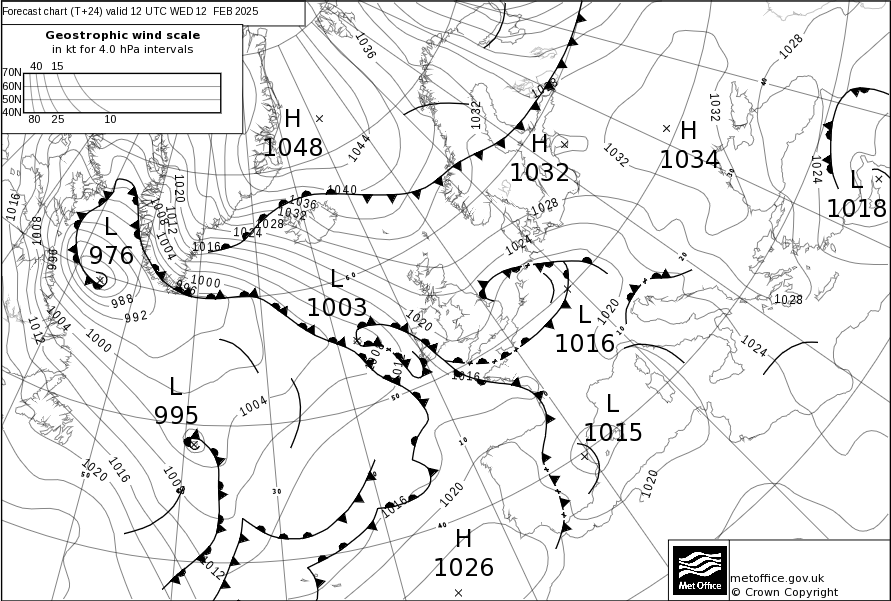 Forecast chart (T+24) valid 12 UTC WED 12 FEB 2025
Geostrophic wind scale
in kt for 4.0 hPa intervals
40 15
70N
60N
50N
40N
80 25 10
1036
1028
1032
1032
H
1048
1044
H
1032
1032
H
1034
1024
L
1018
1016
1020
1040
1036
1032
1028
1024
1016
1008
1012
1008
1004
L
976
996
1028
1024
1000
996
988
992
L
1003
1020
1004
1000
1012
L
1016
1020
1028
1024
1016
L
995
1004
L
1015
1020
1016
1020
1020
1016
1012
H
1026
Met Office
metoffice.gov.uk
© Crown Copyright